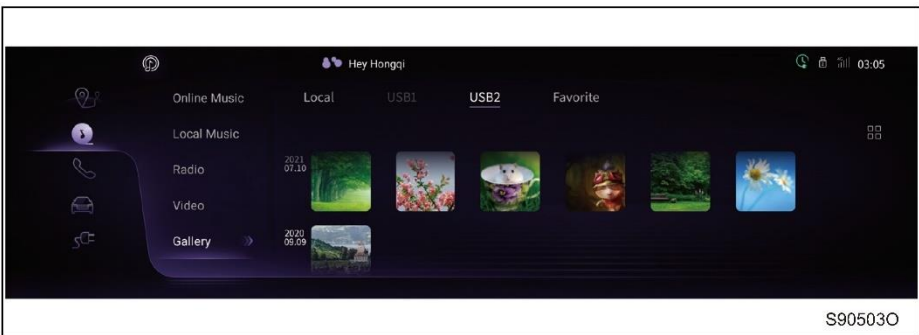 Hey Hongqi
03:05
Online Music
Local
USB1
USB2
Favorite
Local Music
Radio
2021
07.10
Video
Gallery
2020
09.09
S90503O